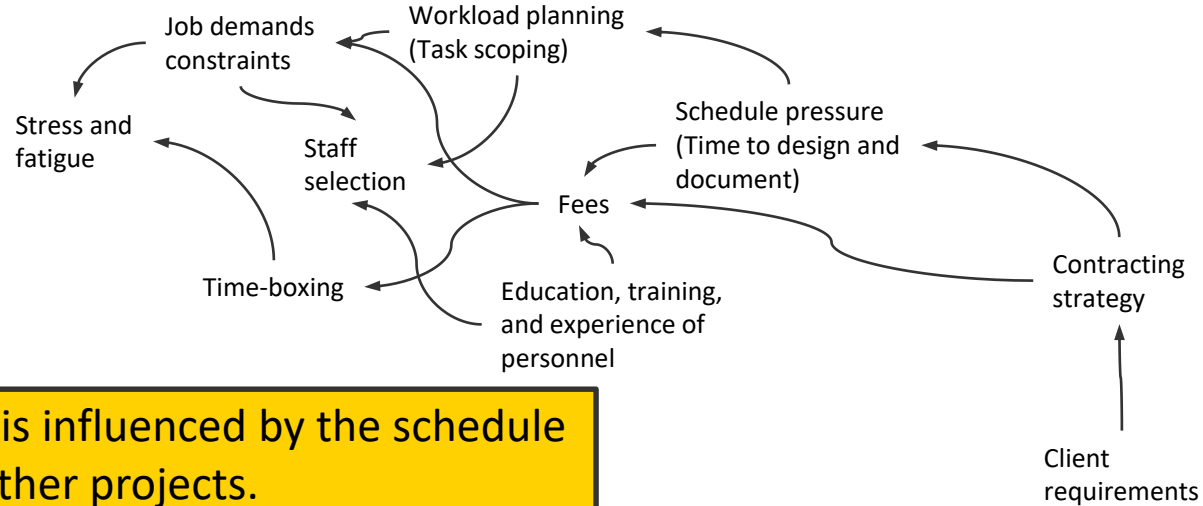 Job demands
constraints
Workload planning
(Task scoping)
Stress and
fatigue
Staff
selection
Schedule pressure
(Time to design and
document)
Fees
Time-boxing
Education, training,
and experience of
personnel
Contracting
strategy
Client
requirements
is influenced by the schedule
ther projects.